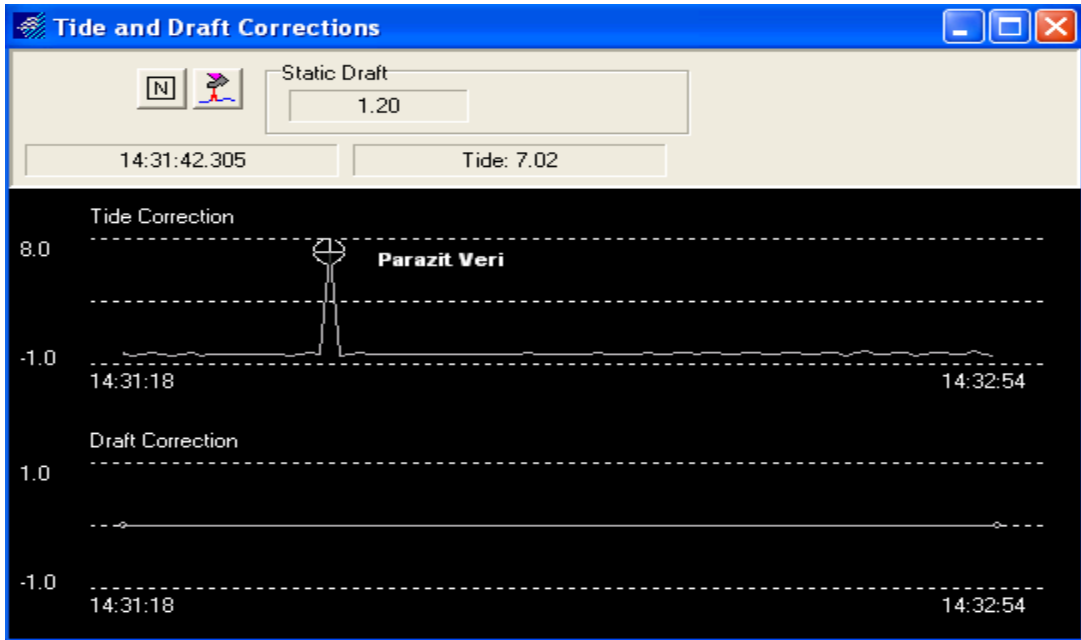 Tide and Draft Corrections
N
Static Draft
1.20
14:31:42.305
Tide: 7.02
Tide Correction
8.0
Parazit Veri
-1.0
14:31:18
14:32:54
Draft Correction
1.0
-1.0
14:31:18
14:32:54